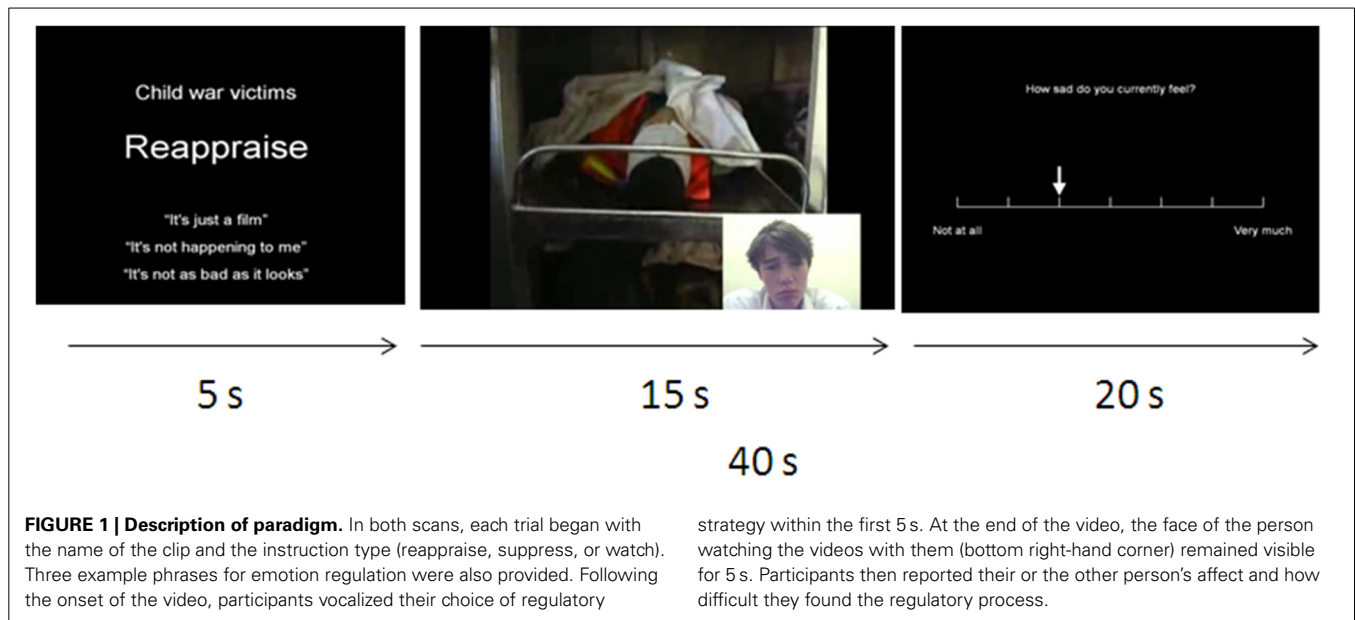 Child war victims
Reappraise
"It's just a film"
"It's not happening to me"
"It's not as bad as it looks"
How sad do you currently feel?
Not at all
Very much
5 s
15 s
20 s
40 s
FIGURE 1 | Description of paradigm. In both scans, each trial began with
the name of the clip and the instruction type (reappraise, suppress, or watch).
Three example phrases for emotion regulation were also provided. Following
the onset of the video, participants vocalized their choice of regulatory
strategy within the first 5 s. At the end of the video, the face of the person
watching the videos with them (bottom right-hand corner) remained visible
for 5 s. Participants then reported their or the other person's affect and how
difficult they found the regulatory process.